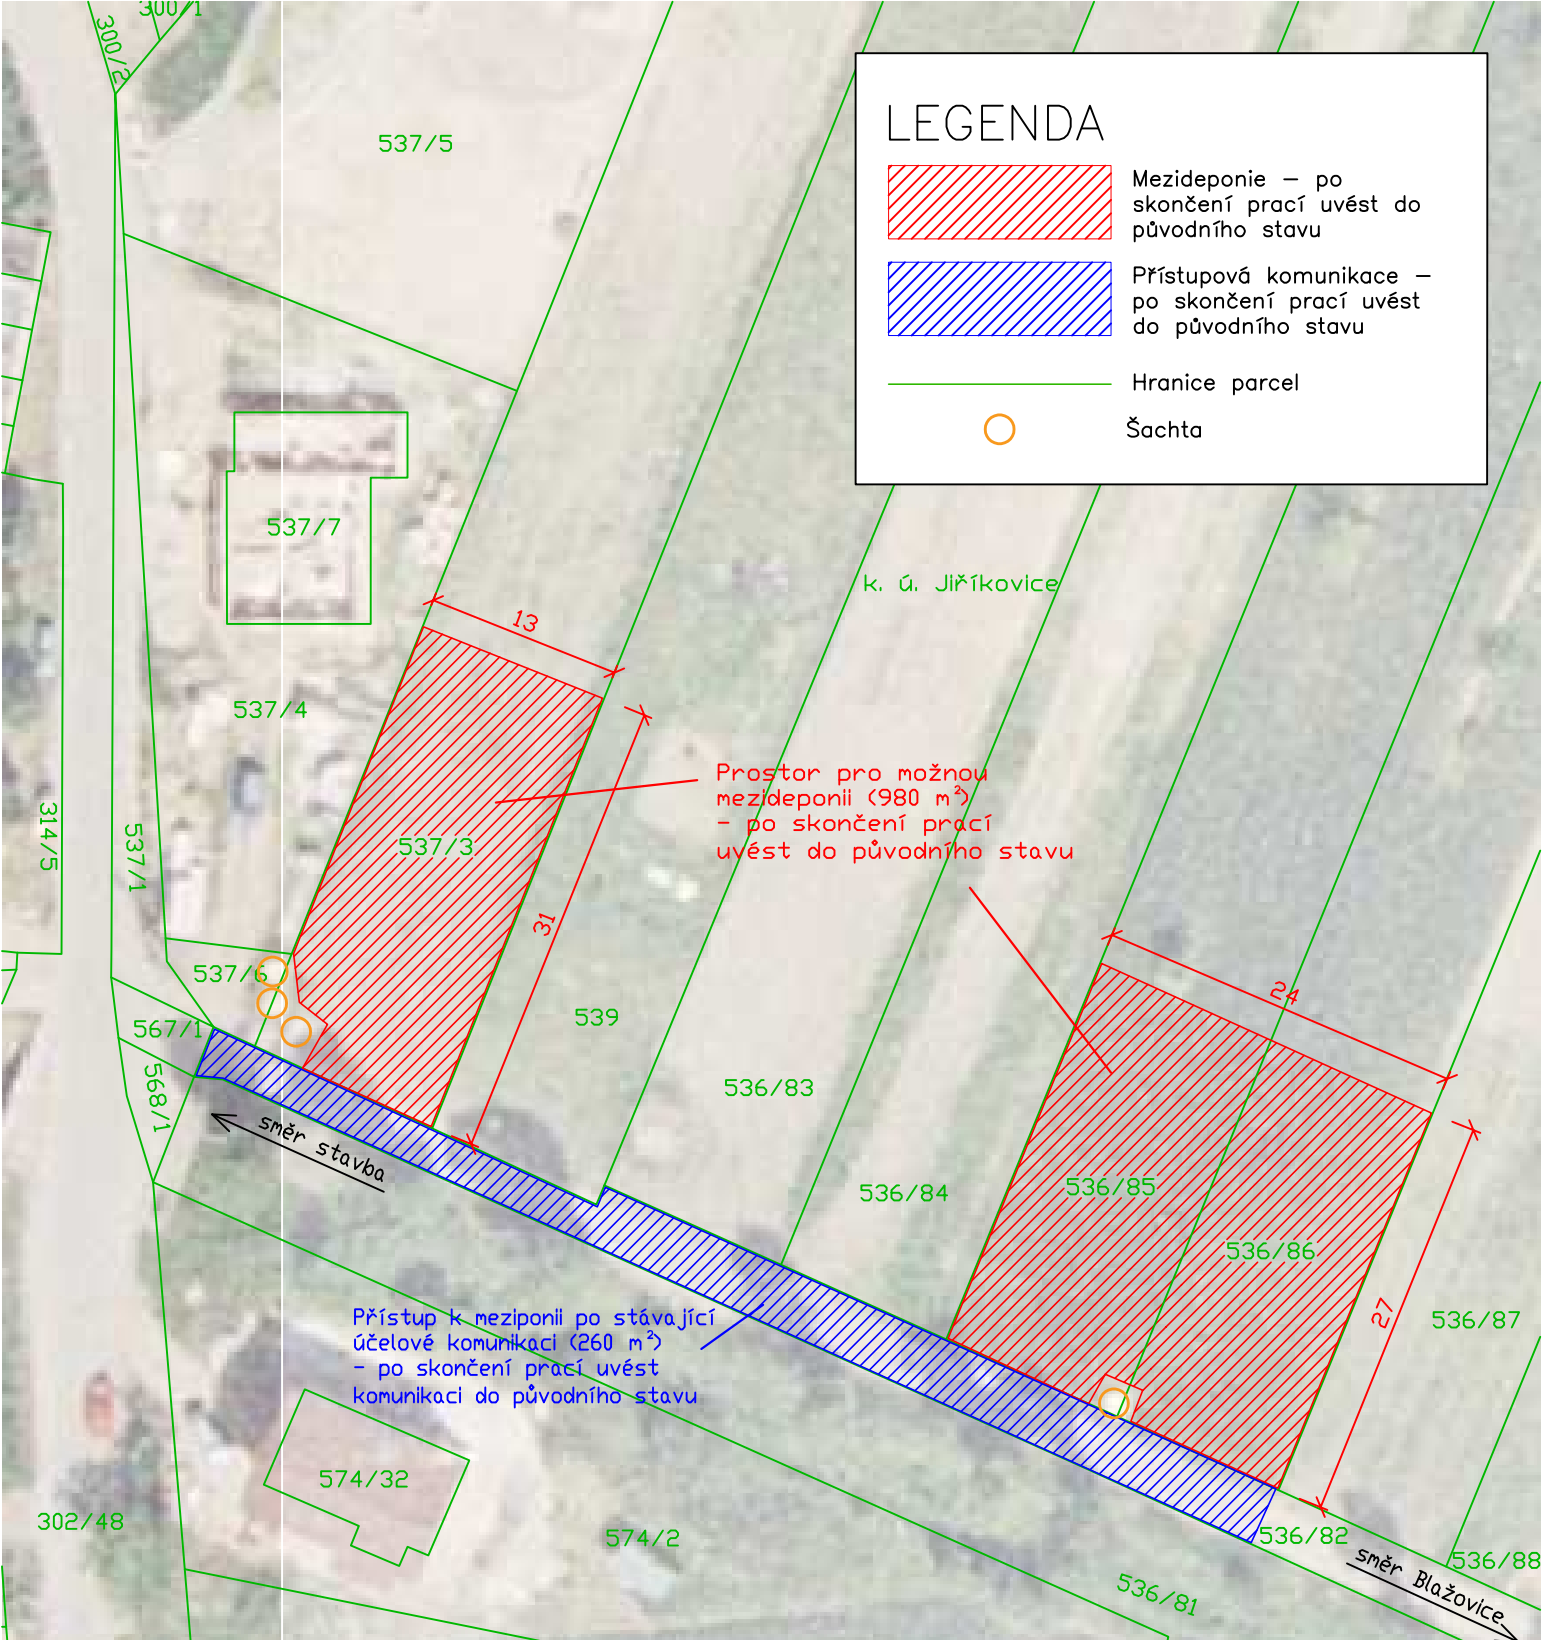 300/1
300/2
537/5
LEGENDA
Mezideponie – po
skončení prací uvést do
původního stavu
Přístupová komunikace –
po skončení prací uvést
do původního stavu
Hranice parcel
Šachta
537/7
k. ú. Jiříkovice
13
537/4
Prostor pro možnou
mezideponii (980 m²)
- po skončení prací
uvést do původního stavu
314/5
537/1
537/3
31
537/6
24
567/1
539
568/1
536/83
směr stavba
536/84
536/85
536/86
27
536/87
Přístup k meziponii po stávající
účelové komunikaci (260 m²)
- po skončení prací uvést
komunikaci do původního stavu
574/32
302/48
574/2
536/82
536/88
směr Blažovice
536/81